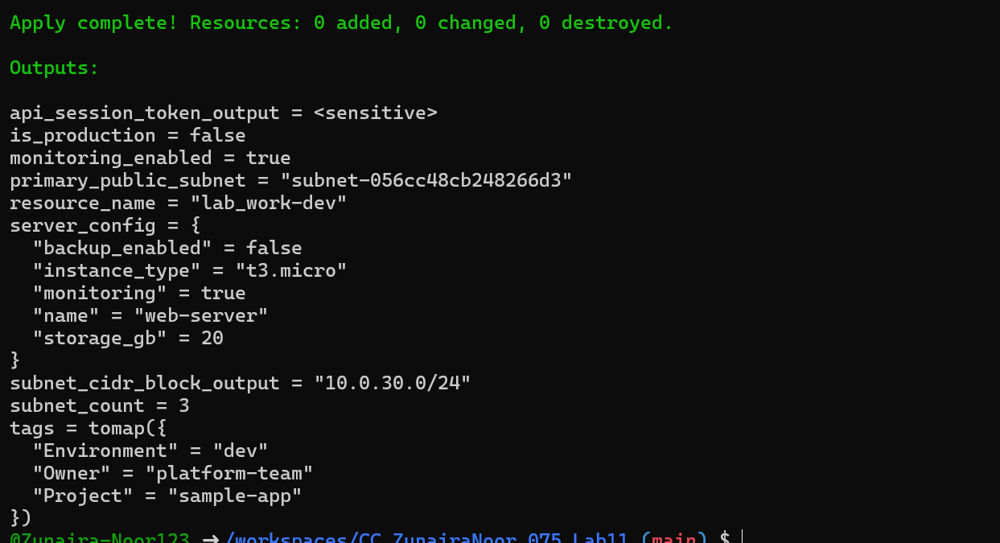 Apply complete! Resources: 0 added, 0 changed, 0 destroyed.
Outputs:
api_session_token_output = <sensitive>
is_production = false
monitoring_enabled = true
primary_public_subnet = "subnet-056cc48cb248266d3"
resource_name = "lab_work-dev"
server_config = {
  "backup_enabled" = false
  "instance_type" = "t3.micro"
  "monitoring" = true
  "name" = "web-server"
  "storage_gb" = 20
}
subnet_cidr_block_output = "10.0.30.0/24"
subnet_count = 3
tags = tomap({
  "Environment" = "dev"
  "Owner" = "platform-team"
  "Project" = "sample-app"
})
@Zunaira-Noor123 ➜ /workspaces/CC_ZunairaNoor_075_Lab11 (main) $